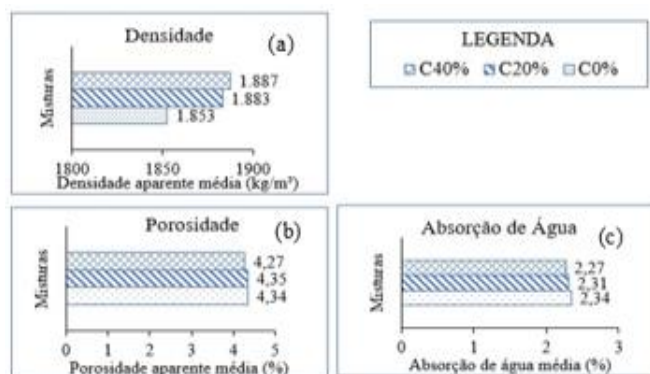 Densidade
(a)
Misturas
1.887
1.883
1.853
1800 1850 1900
Densidade aparente média (kg/m³)
LEGENDA
C40% C20% C0%
Porosidade
(b)
Misturas
4,27
4,35
4,34
0 1 2 3 4 5
Porosidade aparente média (%)
Absorção de Água
(c)
Misturas
2,27
2,31
2,34
0 1 2 3
Absorção de água média (%)